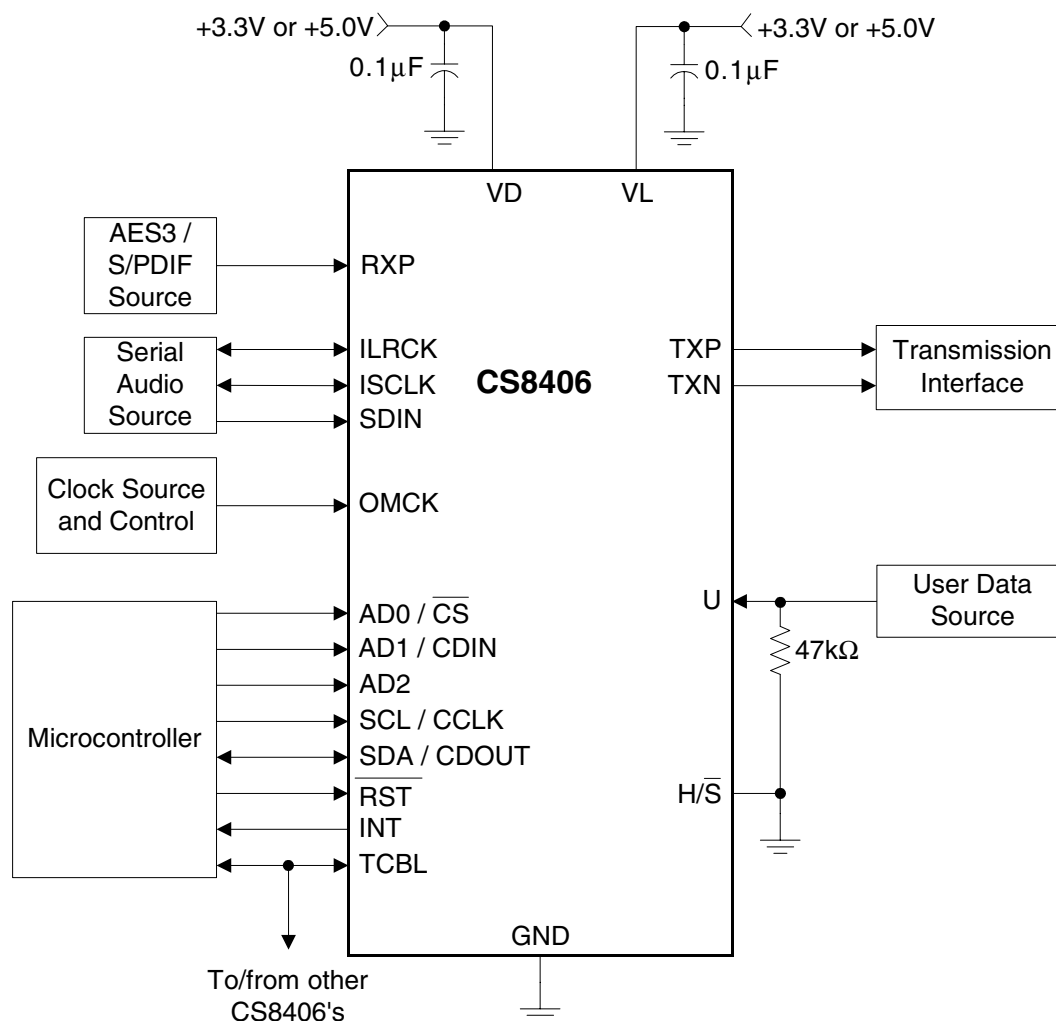 +3.3V or +5.0V
+3.3V or +5.0V
0.1µF
0.1µF
VD
VL
AES3 /
S/PDIF
Source
RXP
Serial
Audio
Source
ILRCK
ISCLK
SDIN
CS8406
TXP
TXN
Transmission
Interface
Clock Source
and Control
OMCK
U
User Data
Source
47kΩ
Microcontroller
AD0 / C̅S̅
AD1 / CDIN
AD2
SCL / CCLK
SDA / CDOUT
R̅S̅T̅
INT
TCBL
H/S̅
GND
To/from other
CS8406's